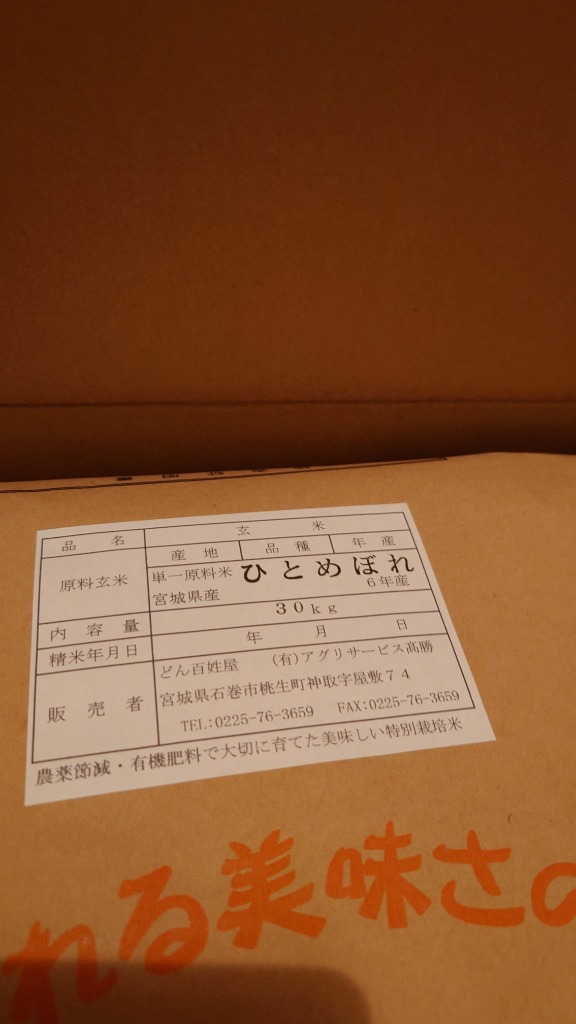 品名 玄米
原料玄米 産地 品種 年産
単一原料米 ひとめぼれ
宮城県産 6年産
内容量 30kg
精米年月日 年 月 日
販売者 どん百姓屋 (有)アグリサービス高勝
宮城県石巻市桃生町神取字屋敷74
TEL:0225-76-3659 FAX:0225-76-3659
農薬節減・有機肥料で大切に育てた美味しい特別栽培米
れる美味さの